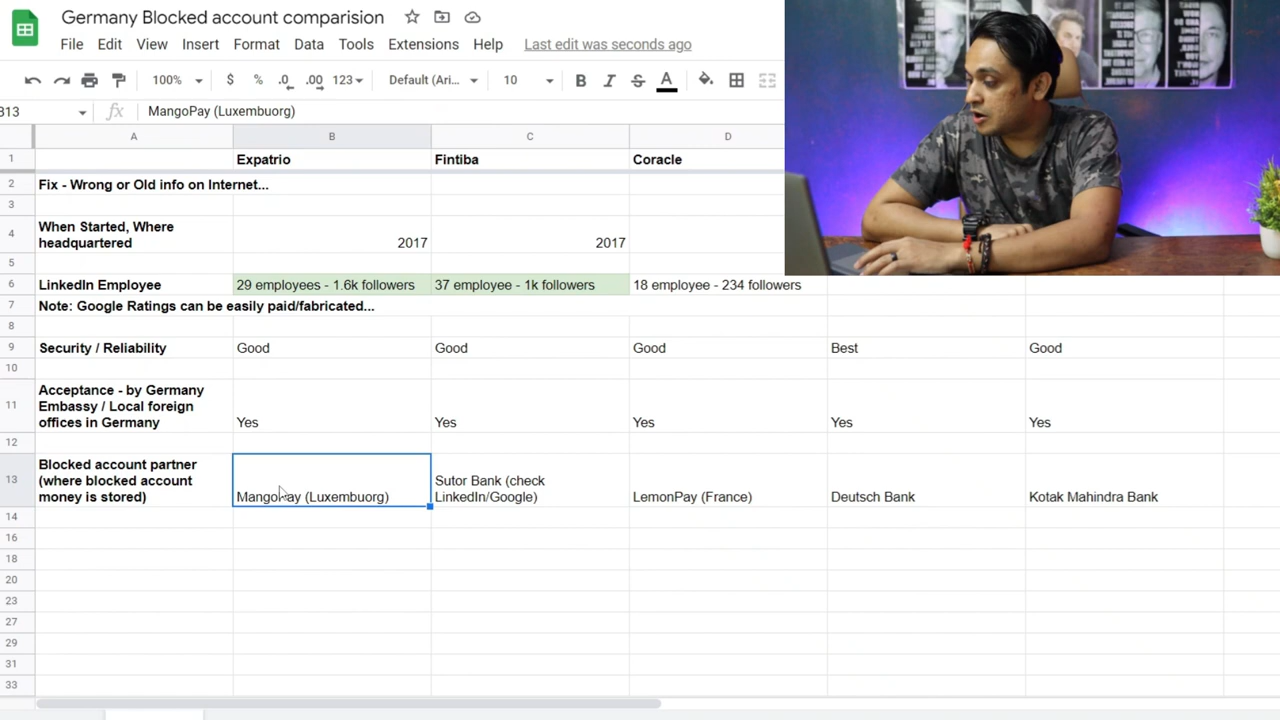 Germany Blocked account comparision
File Edit View Insert Format Data Tools Extensions Help Last edit was seconds ago
100% $ % .0 .00 123 Default (Ari... 10 B I S A
B13 fx MangoPay (Luxembuorg)
A B C D
1 Expatrio Fintiba Coracle
2 Fix - Wrong or Old info on Internet...
3
When Started, Where
4 headquartered 2017 2017
5
6 LinkedIn Employee 29 employees - 1.6k followers 37 employee - 1k followers 18 employee - 234 followers
7 Note: Google Ratings can be easily paid/fabricated...
8
9 Security / Reliability Good Good Good Best Good
10
Acceptance - by Germany
11 Embassy / Local foreign
offices in Germany Yes Yes Yes Yes Yes
12
Blocked account partner
13 (where blocked account Sutor Bank (check
money is stored) MangoPay (Luxembuorg) LinkedIn/Google) LemonPay (France) Deutsch Bank Kotak Mahindra Bank
14
16
18
20
23
27
29
31
33